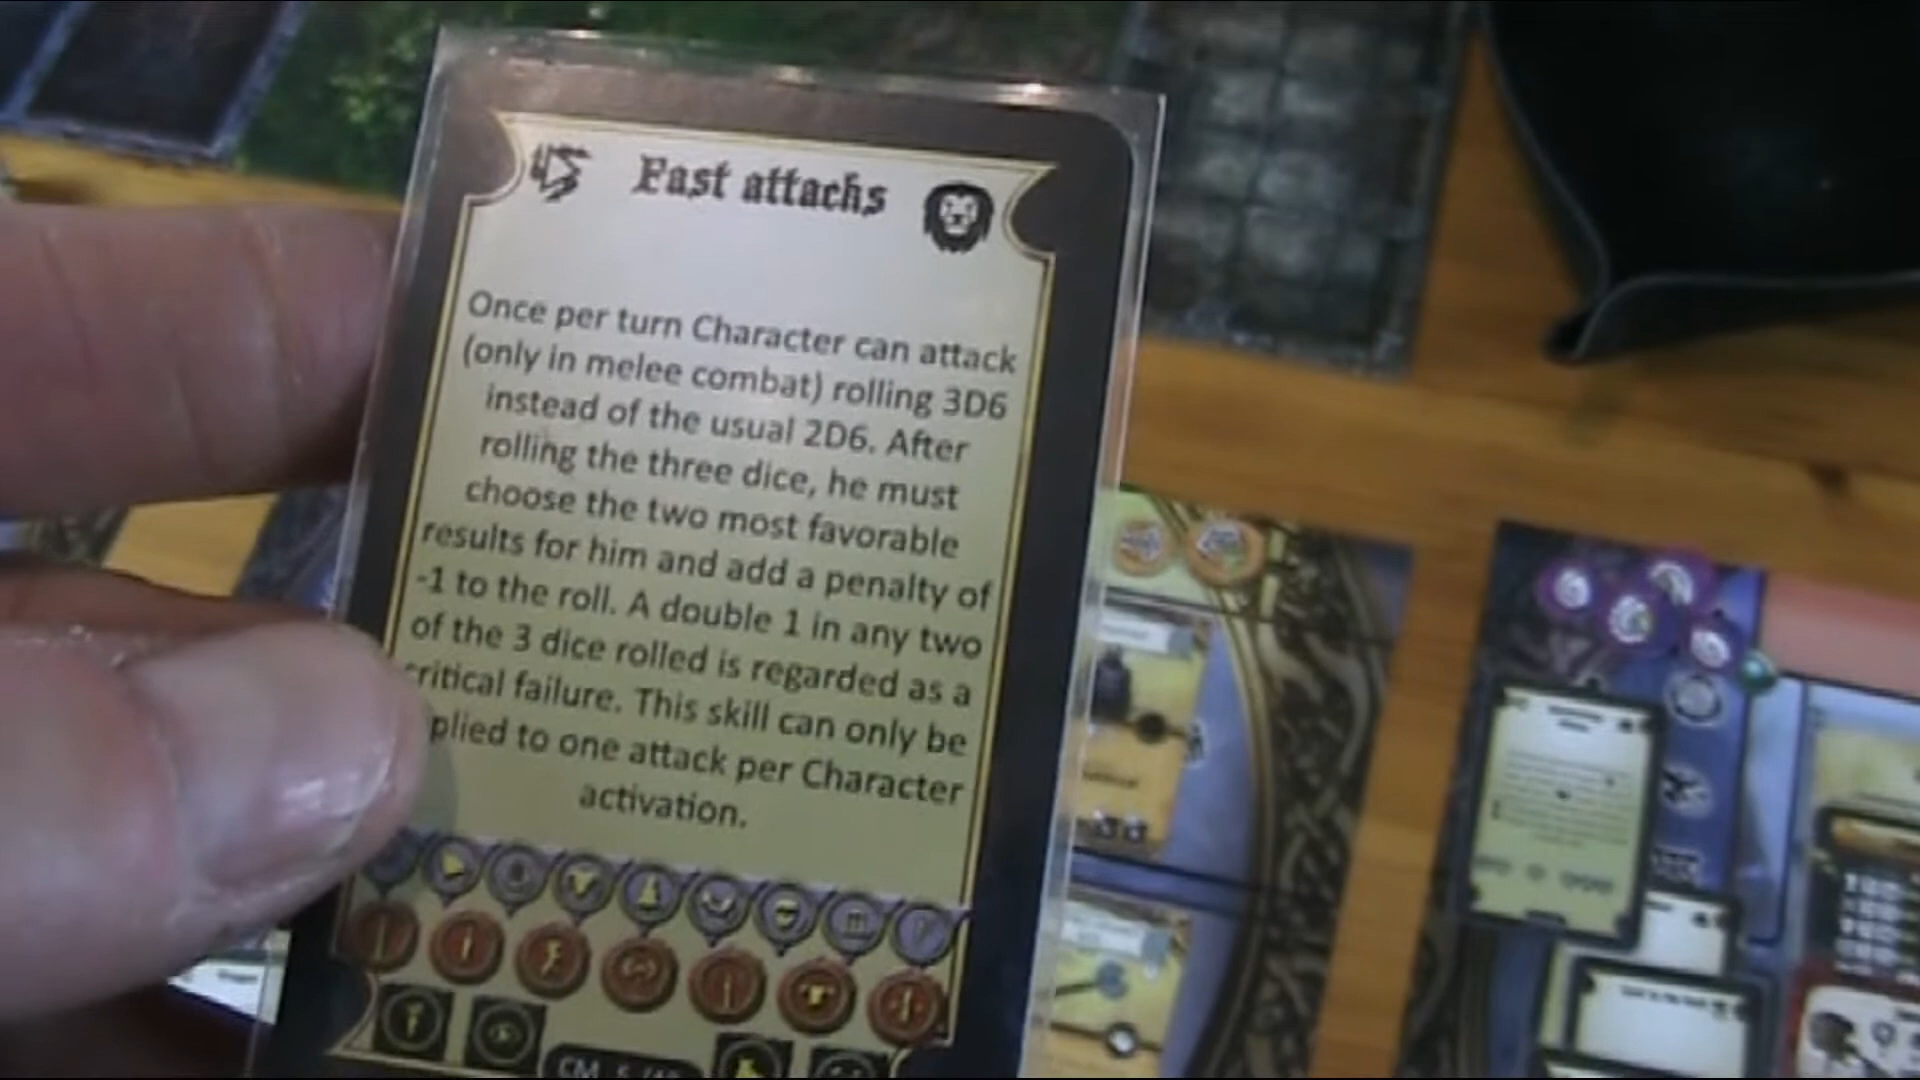 Fast attacks
Once per turn Character can attack
(only in melee combat) rolling 3D6
instead of the usual 2D6. After
rolling the three dice, he must
choose the two most favorable
results for him and add a penalty of
-1 to the roll. A double 1 in any two
of the 3 dice rolled is regarded as a
critical failure. This skill can only be
plied to one attack per Character
activation.
CM